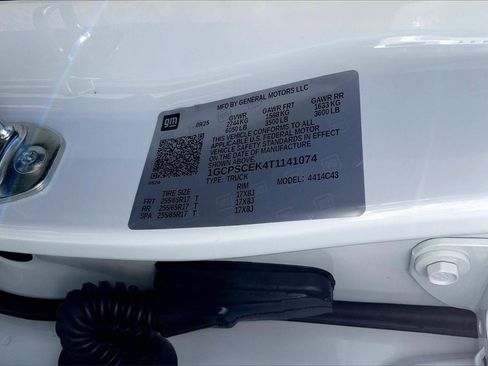 MFD BY GENERAL MOTORS LLC
gm 09/25 GVWR GAWR FRT GAWR RR
2744 KG 1588 KG 1633 KG
6050 LB 3500 LB 3600 LB
THIS VEHICLE CONFORMS TO ALL
APPLICABLE U.S. FEDERAL MOTOR
VEHICLE SAFETY STANDARDS IN EFFECT
ON THE DATE OF MANUFACTURE
SHOWN ABOVE.
1GCPSCEK4T1141074
TYPE: TRUCK MODEL: 4414C43
TIRE SIZE RIM
FRT 255/65R17 T 17X8J
RR 255/65R17 T 17X8J
SPA 255/65R17 T 17X8J